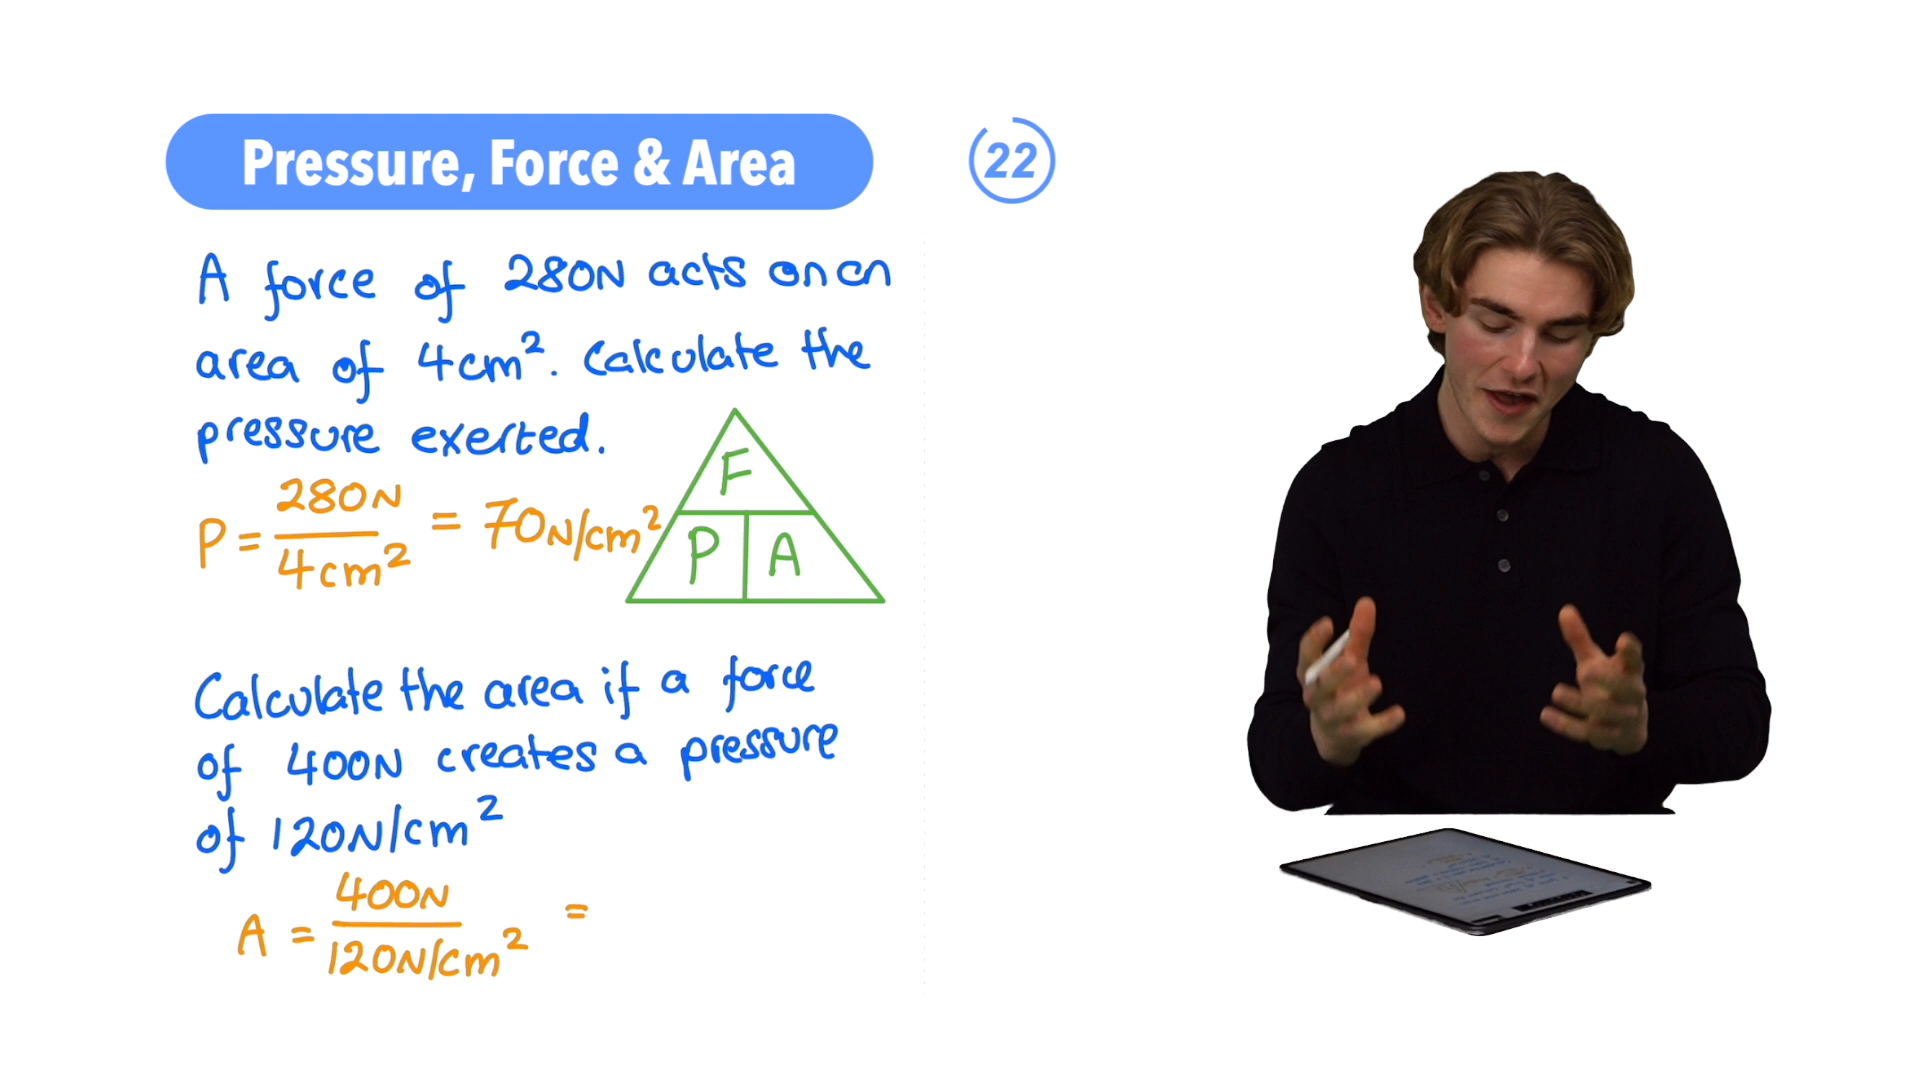 Pressure, Force & Area
22
A force of 280N acts on an
area of 4cm². Calculate the
pressure exerted.
P = 280N / 4cm² = 70N/cm²
F
P A
Calculate the area if a force
of 400N creates a pressure
of 120N/cm²
A = 400N / 120N/cm² =